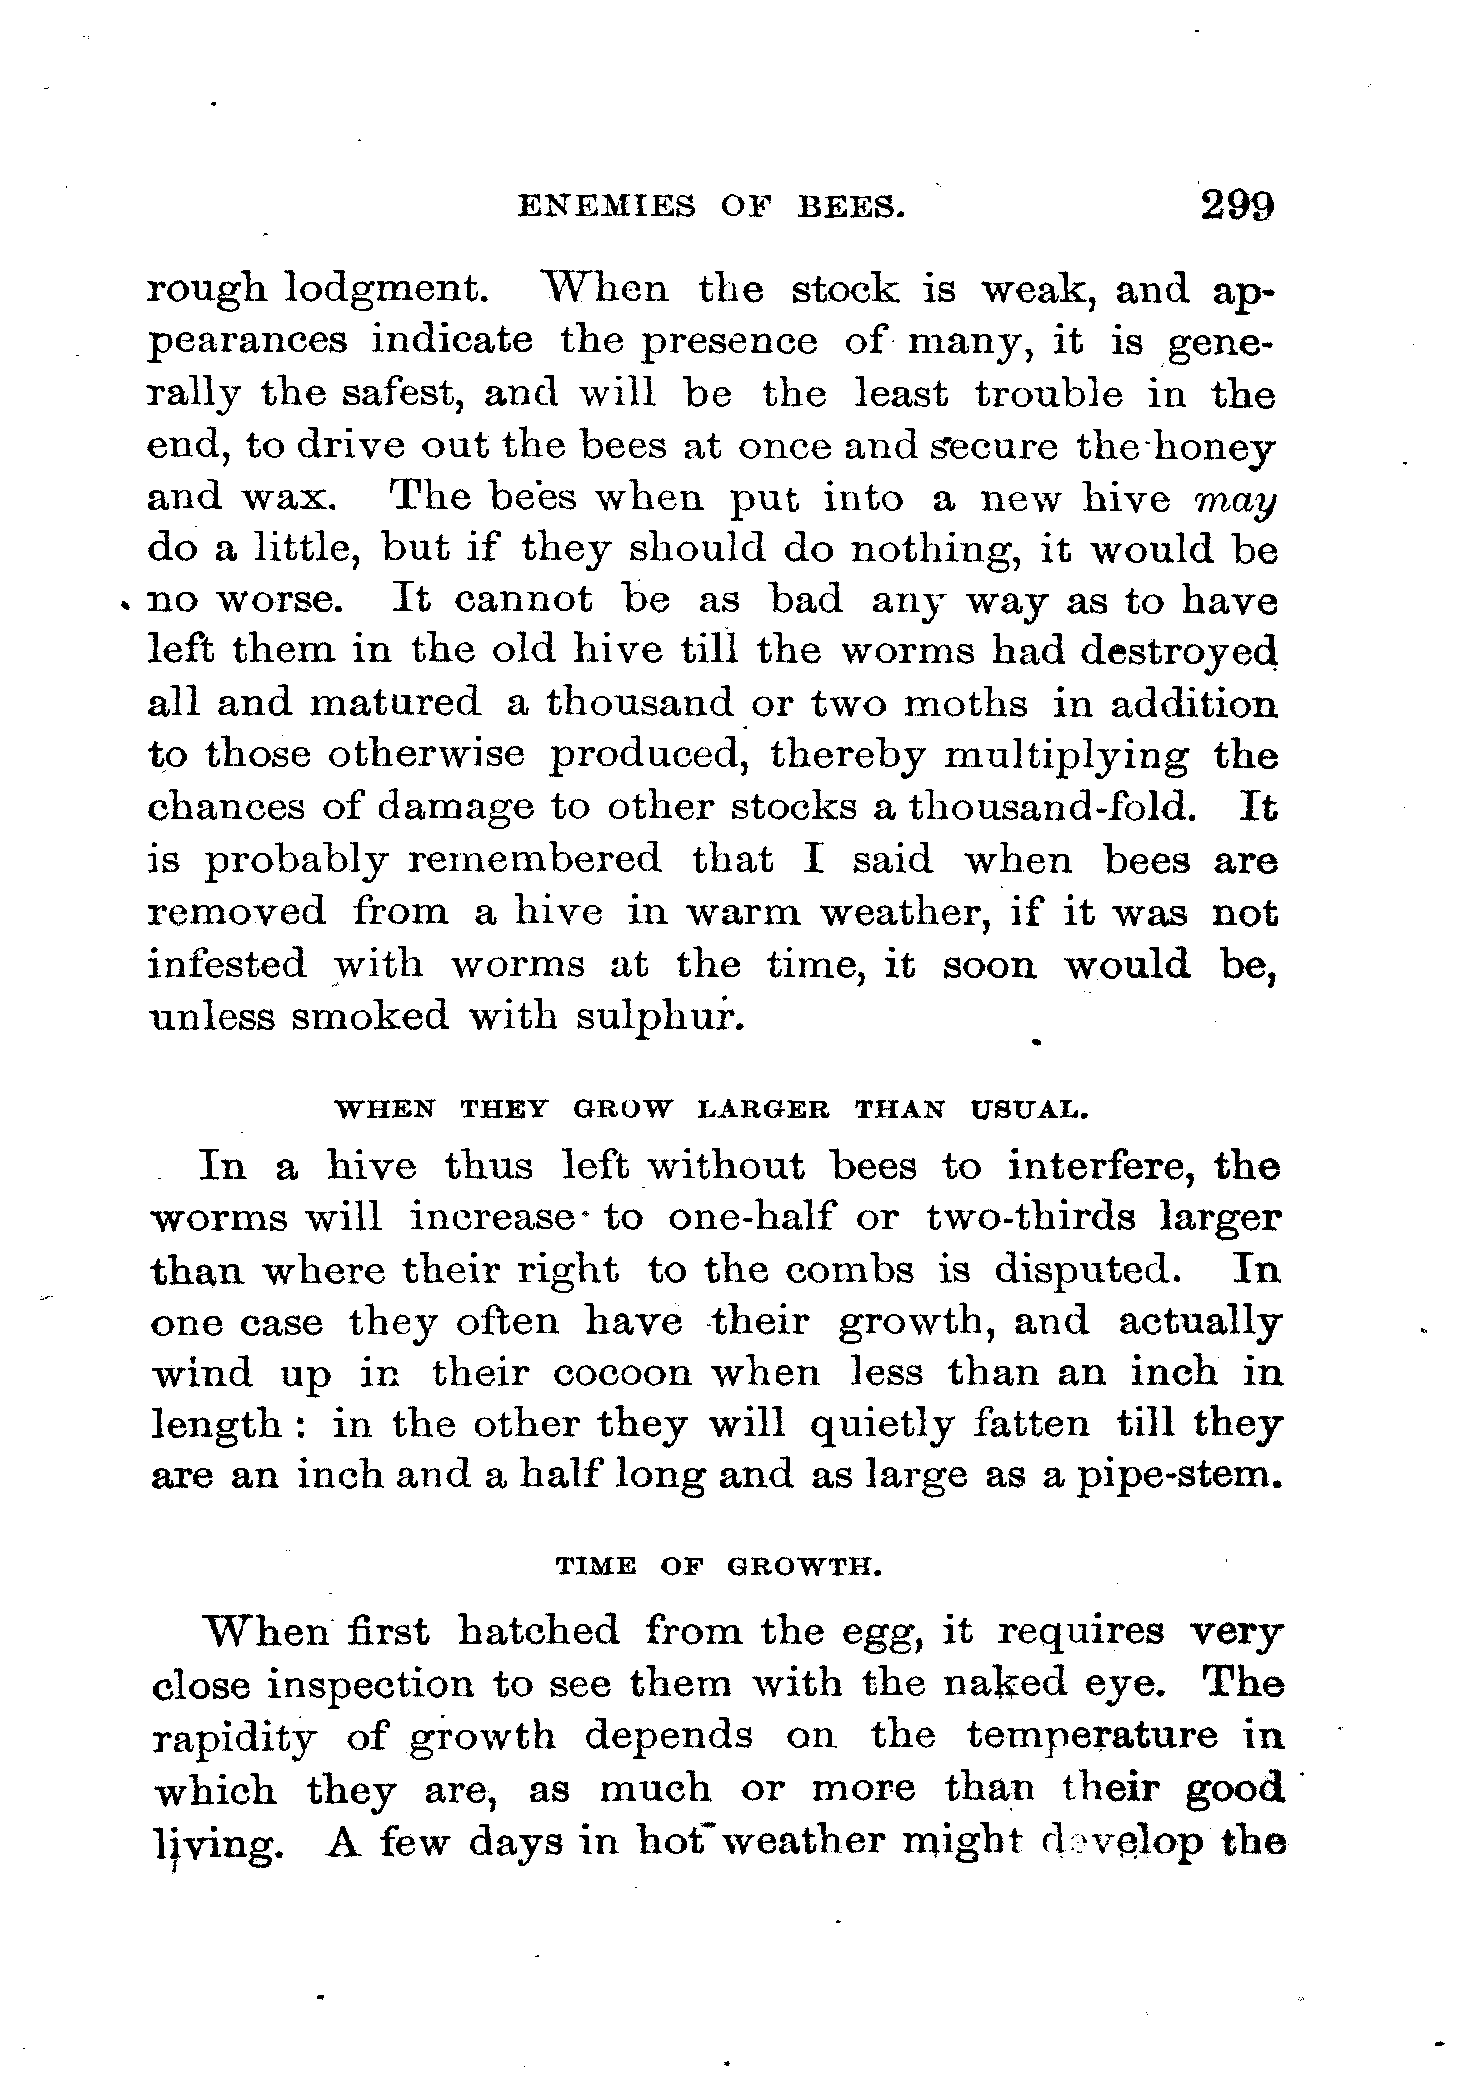 ENEMIES OF BEES. 299
rough lodgment. When the stock is weak, and ap-
pearances indicate the presence of many, it is gene-
rally the safest, and will be the least trouble in the
end, to drive out the bees at once and secure the honey
and wax. The bees when put into a new hive may
do a little, but if they should do nothing, it would be
no worse. It cannot be as bad any way as to have
left them in the old hive till the worms had destroyed
all and matured a thousand or two moths in addition
to those otherwise produced, thereby multiplying the
chances of damage to other stocks a thousand-fold. It
is probably remembered that I said when bees are
removed from a hive in warm weather, if it was not
infested with worms at the time, it soon would be,
unless smoked with sulphur.
WHEN THEY GROW LARGER THAN USUAL.
In a hive thus left without bees to interfere, the
worms will increase to one-half or two-thirds larger
than where their right to the combs is disputed. In
one case they often have their growth, and actually
wind up in their cocoon when less than an inch in
length : in the other they will quietly fatten till they
are an inch and a half long and as large as a pipe-stem.
TIME OF GROWTH.
When first hatched from the egg, it requires very
close inspection to see them with the naked eye. The
rapidity of growth depends on the temperature in
which they are, as much or more than their good
living. A few days in hot weather might develop the